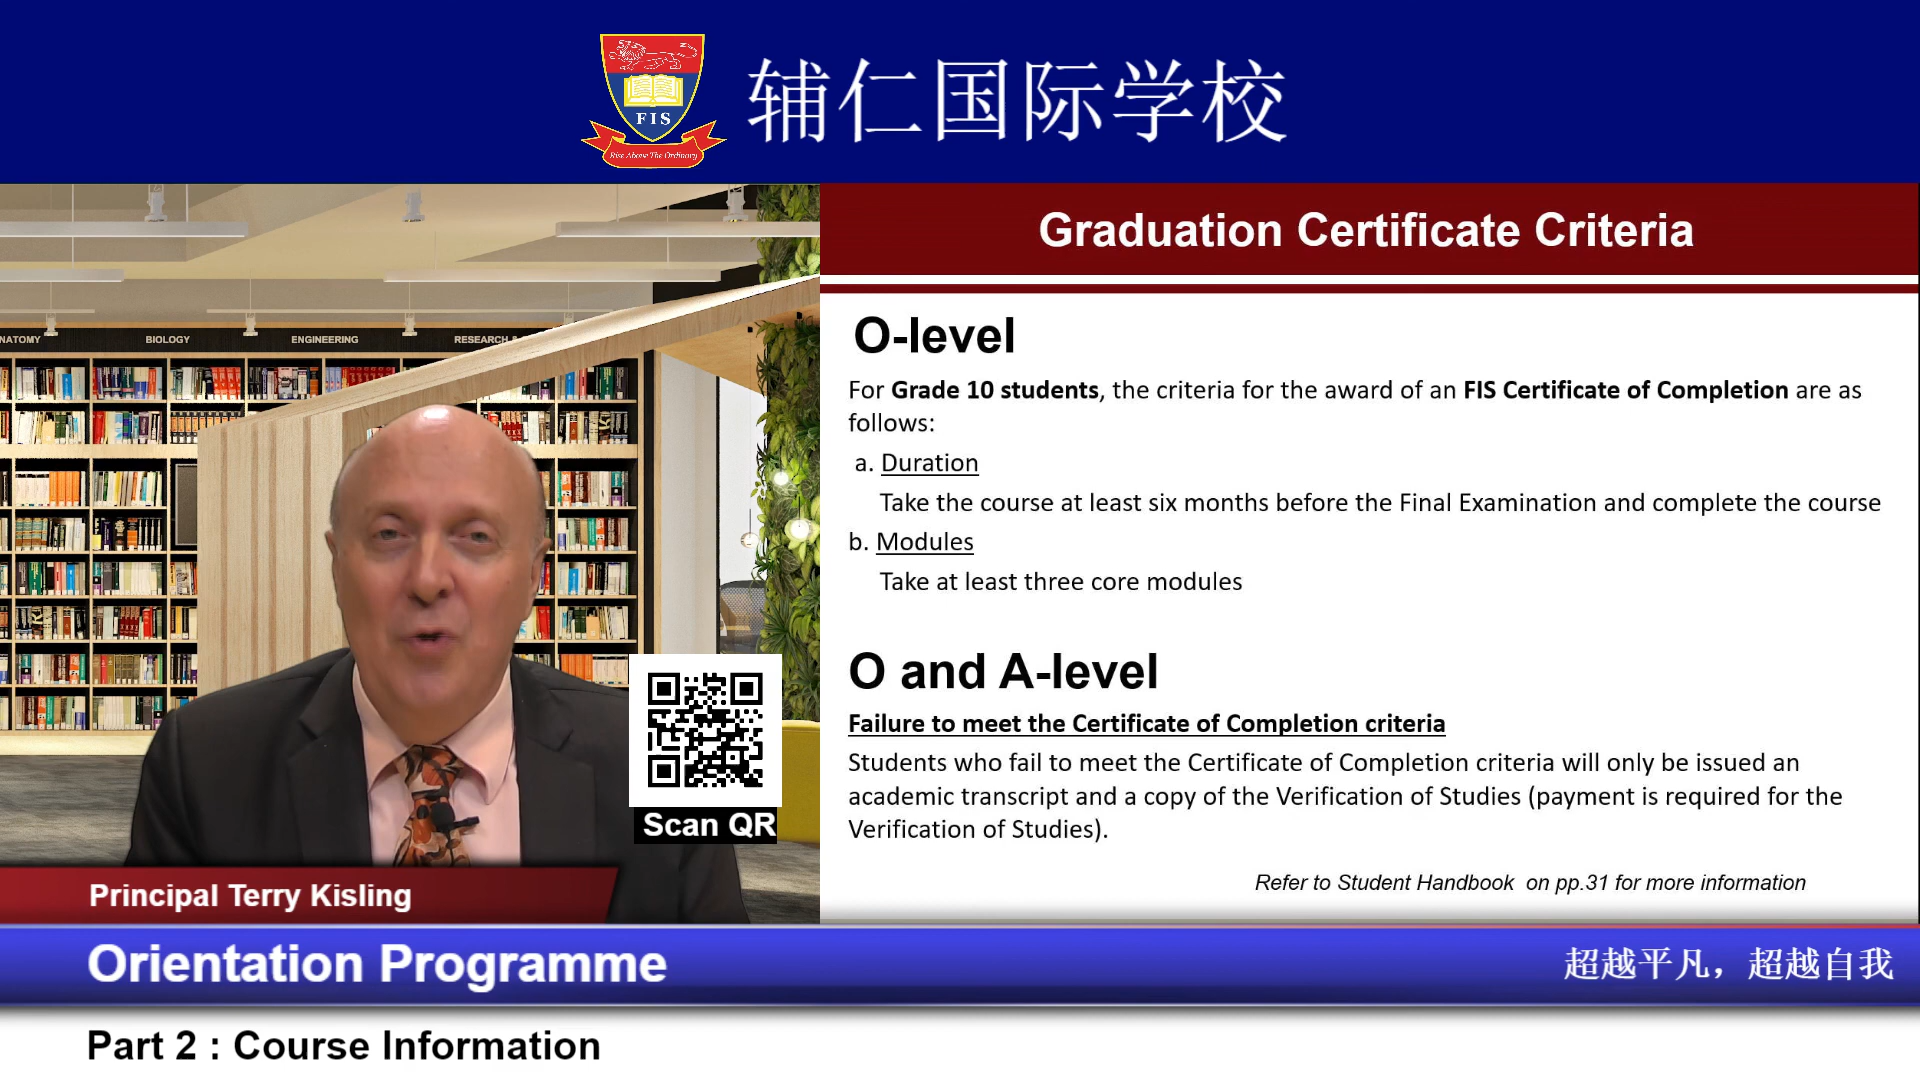 FIS
Rise Above The Ordinary
辅仁国际学校
NATOMY
BIOLOGY
ENGINEERING
RESEARCH &
Scan QR
Principal Terry Kisling
Graduation Certificate Criteria
O-level
For Grade 10 students, the criteria for the award of an FIS Certificate of Completion are as
follows:
a. Duration
Take the course at least six months before the Final Examination and complete the course
b. Modules
Take at least three core modules
O and A-level
Failure to meet the Certificate of Completion criteria
Students who fail to meet the Certificate of Completion criteria will only be issued an
academic transcript and a copy of the Verification of Studies (payment is required for the
Verification of Studies).
Refer to Student Handbook on pp.31 for more information
Orientation Programme
超越平凡，超越自我
Part 2 : Course Information